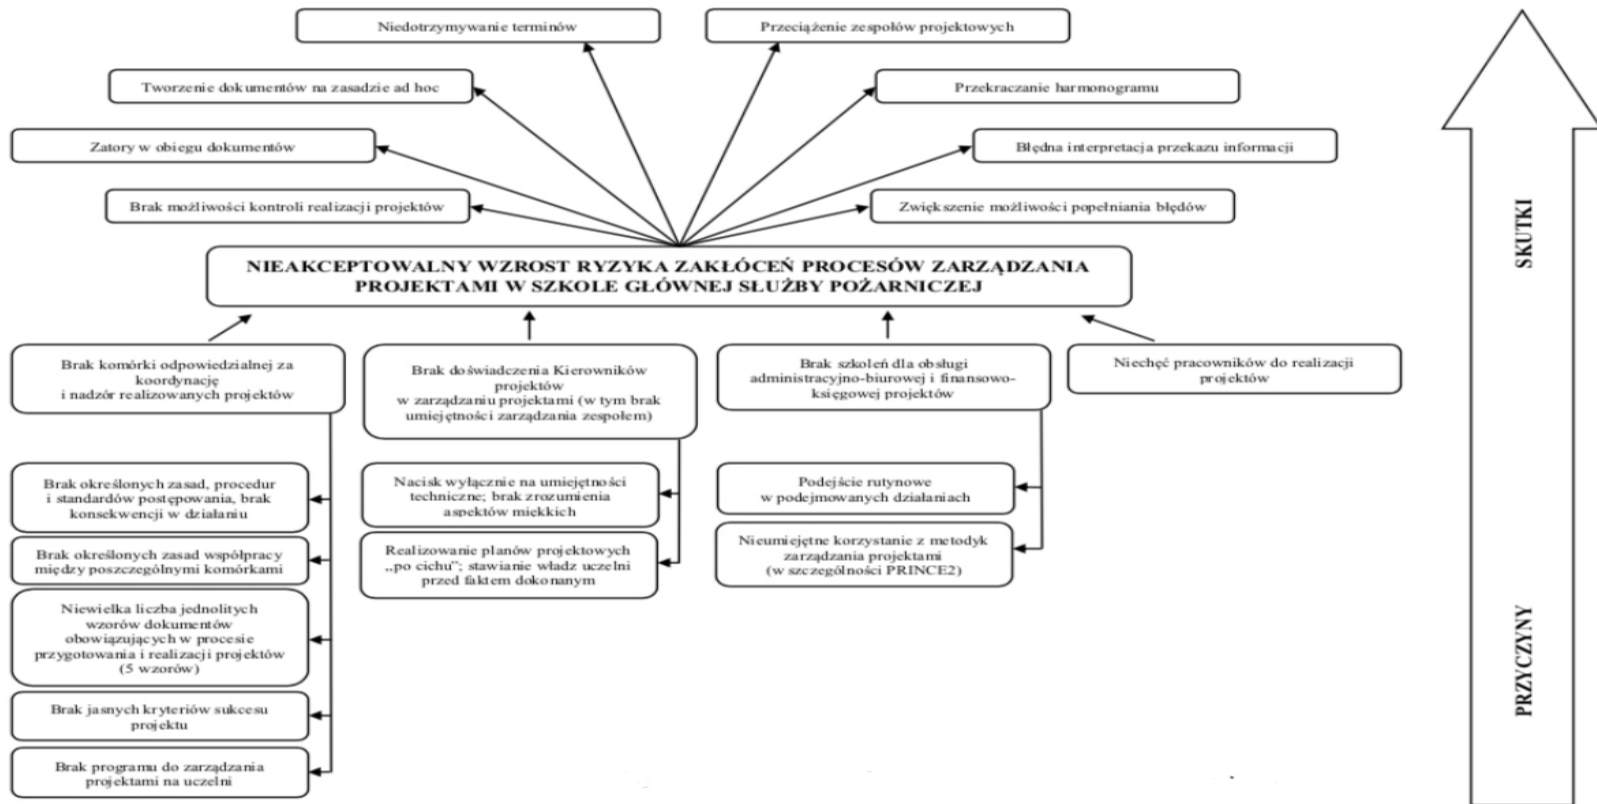 Niedotrzymywanie terminów
Przeciążenie zespołów projektowych
Tworzenie dokumentów na zasadzie ad hoc
Przekraczanie harmonogramu
Zatory w obiegu dokumentów
Błędna interpretacja przekazu informacji
Brak możliwości kontroli realizacji projektów
Zwiększenie możliwości popełniania błędów
NIEAKCEPTOWALNY WZROST RYZYKA ZAKŁÓCEŃ PROCESÓW ZARZĄDZANIA
PROJEKTAMI W SZKOLE GŁÓWNEJ SŁUŻBY POŻARNICZEJ
Brak komórki odpowiedzialnej za
koordynację
i nadzór realizowanych projektów
Brak doświadczenia Kierowników
projektów
w zarządzaniu projektami (w tym brak
umiejętności zarządzania zespołem)
Brak szkoleń dla obsługi
administracyjno-biurowej i finansowo-
księgowej projektów
Niechęć pracowników do realizacji
projektów
Brak określonych zasad, procedur
i standardów postępowania, brak
konsekwencji w działaniu
Brak określonych zasad współpracy
między poszczególnymi komórkami
Niewielka liczba jednolitych
wzorów dokumentów
obowiązujących w procesie
przygotowania i realizacji projektów
(5 wzorów)
Brak jasnych kryteriów sukcesu
projektu
Brak programu do zarządzania
projektami na uczelni
Nacisk wyłącznie na umiejętności
techniczne; brak zrozumienia
aspektów miękkich
Realizowanie planów projektowych
„po cichu”; stawianie władz uczelni
przed faktem dokonanym
Podejście rutynowe
w podejmowanych działaniach
Nieumiejętne korzystanie z metodyk
zarządzania projektami
(w szczególności PRINCE2)
SKUTKI
PRZYCZYNY